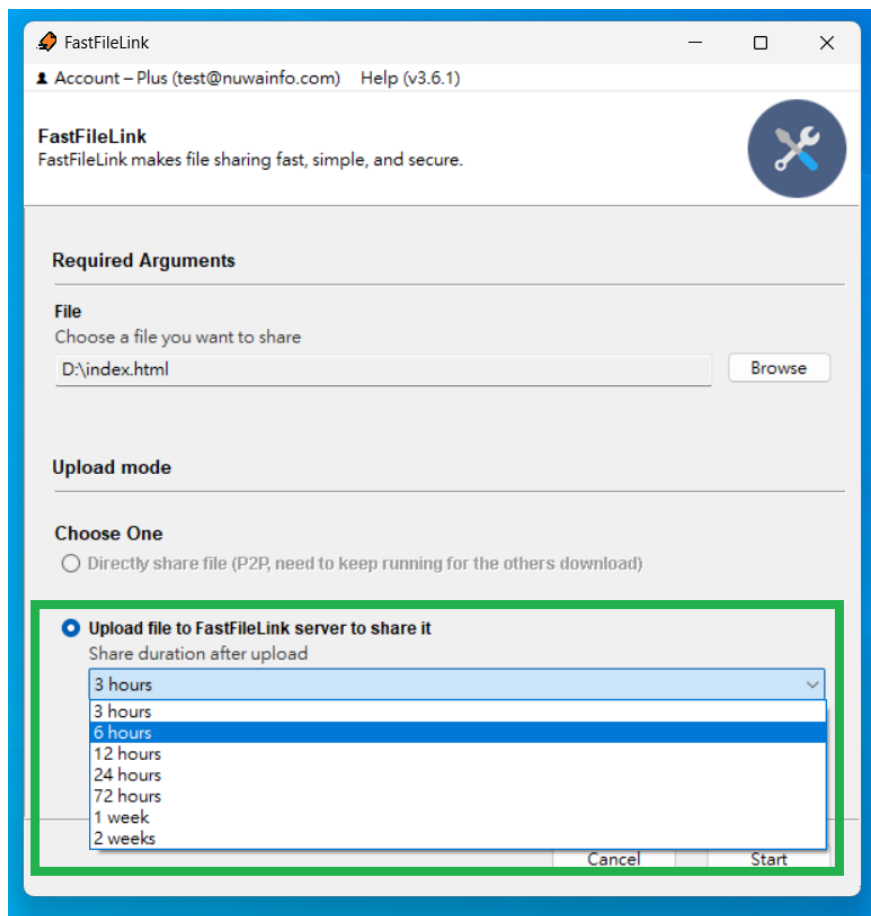 FastFileLink
Account – Plus (test@nuwainfo.com) Help (v3.6.1)
FastFileLink
FastFileLink makes file sharing fast, simple, and secure.
Required Arguments
File
Choose a file you want to share
D:\index.html Browse
Upload mode
Choose One
Directly share file (P2P, need to keep running for the others download)
Upload file to FastFileLink server to share it
Share duration after upload
3 hours
3 hours
6 hours
12 hours
24 hours
72 hours
1 week
2 weeks
Cancel Start